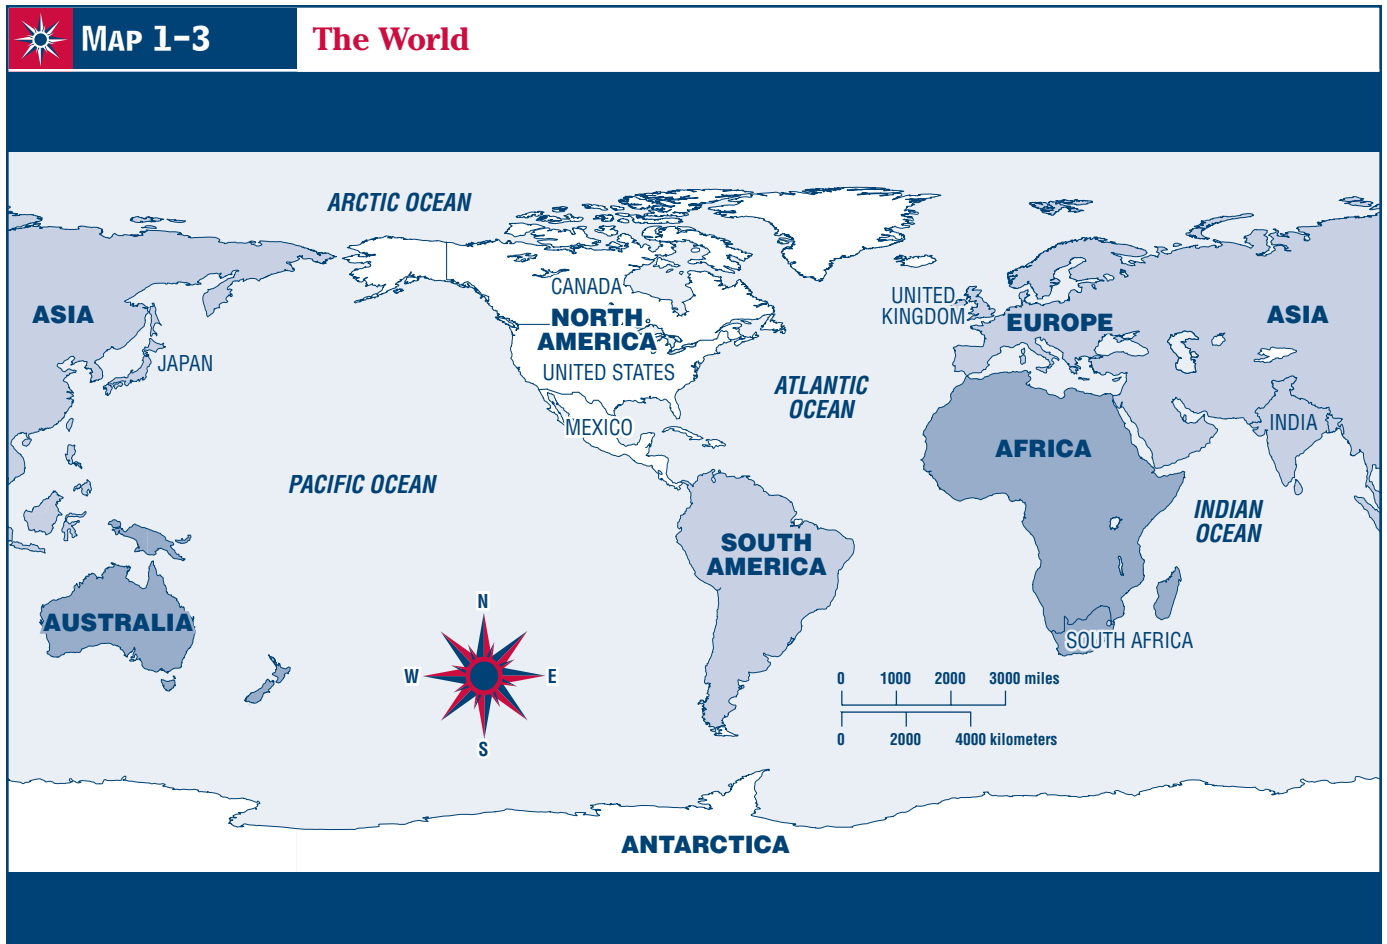 MAP 1–3
The World
ARCTIC OCEAN
CANADA
NORTH
AMERICA
UNITED STATES
MEXICO
ASIA
JAPAN
UNITED
KINGDOM
EUROPE
ASIA
ATLANTIC
OCEAN
AFRICA
INDIA
PACIFIC OCEAN
INDIAN
OCEAN
SOUTH
AMERICA
AUSTRALIA
SOUTH AFRICA
N
W E
S
0 1000 2000 3000 miles
0 2000 4000 kilometers
ANTARCTICA